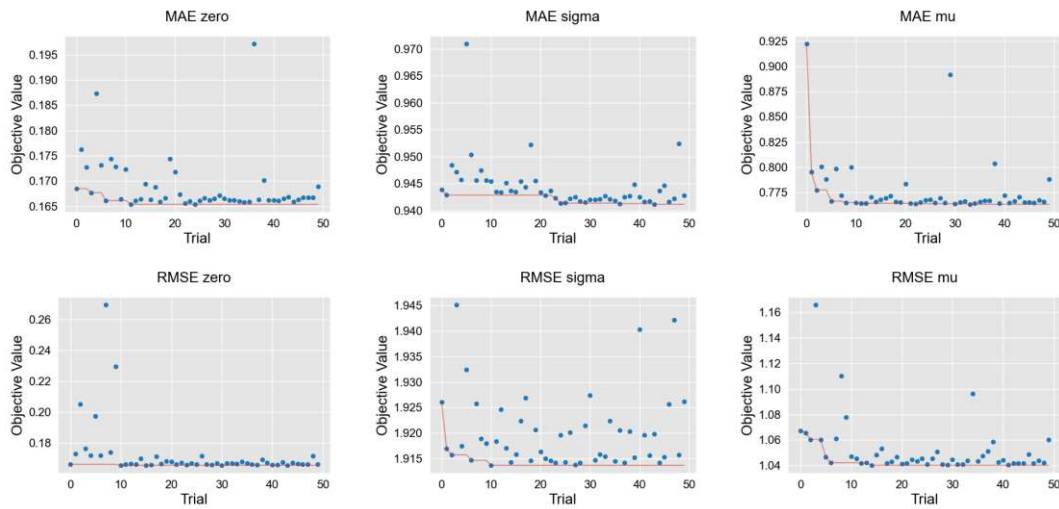 MAE zero
MAE sigma
MAE mu
Objective Value
0.195
0.190
0.185
0.180
0.175
0.170
0.165
0 10 20 30 40 50
Trial
Objective Value
0.970
0.965
0.960
0.955
0.950
0.945
0.940
0 10 20 30 40 50
Trial
Objective Value
0.925
0.900
0.875
0.850
0.825
0.800
0.775
0 10 20 30 40 50
Trial
RMSE zero
RMSE sigma
RMSE mu
Objective Value
0.26
0.24
0.22
0.20
0.18
0 10 20 30 40 50
Trial
Objective Value
1.945
1.940
1.935
1.930
1.925
1.920
1.915
0 10 20 30 40 50
Trial
Objective Value
1.16
1.14
1.12
1.10
1.08
1.06
1.04
0 10 20 30 40 50
Trial